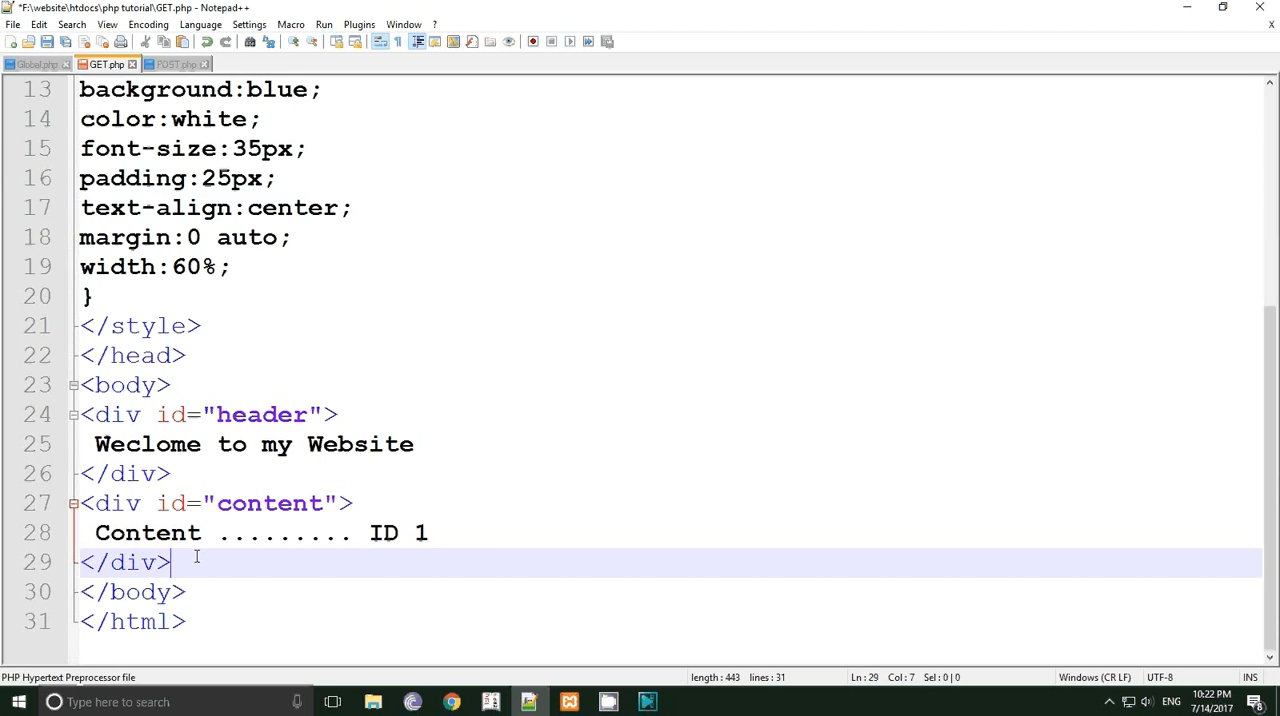 *F:\website\htdocs\php tutorial\GET.php - Notepad++
File Edit Search View Encoding Language Settings Macro Run Plugins Window ? X
Global.php GET.php POST.php
13 background:blue;
14 color:white;
15 font-size:35px;
16 padding:25px;
17 text-align:center;
18 margin:0 auto;
19 width:60%;
20 }
21 </style>
22 </head>
23 <body>
24 <div id="header">
25 Weclome to my Website
26 </div>
27 <div id="content">
28 Content ......... ID 1
29 </div>
30 </body>
31 </html>
PHP Hypertext Preprocessor file length : 443 lines : 31 Ln : 29 Col : 7 Sel : 0 | 0 Windows (CR LF) UTF-8 INS
Type here to search ENG 10:22 PM
7/14/2017 8